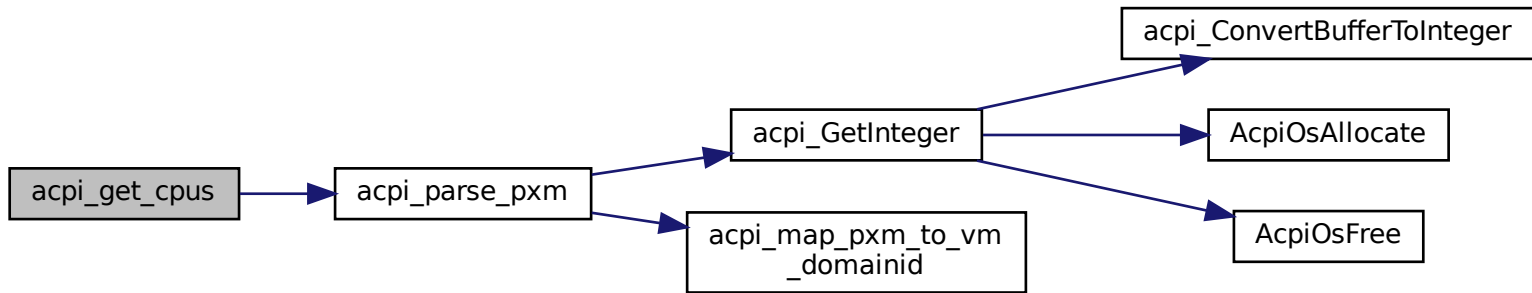 acpi_get_cpus
acpi_parse_pxm
acpi_GetInteger
acpi_map_pxm_to_vm
_domainid
acpi_ConvertBufferToInteger
AcpiOsAllocate
AcpiOsFree